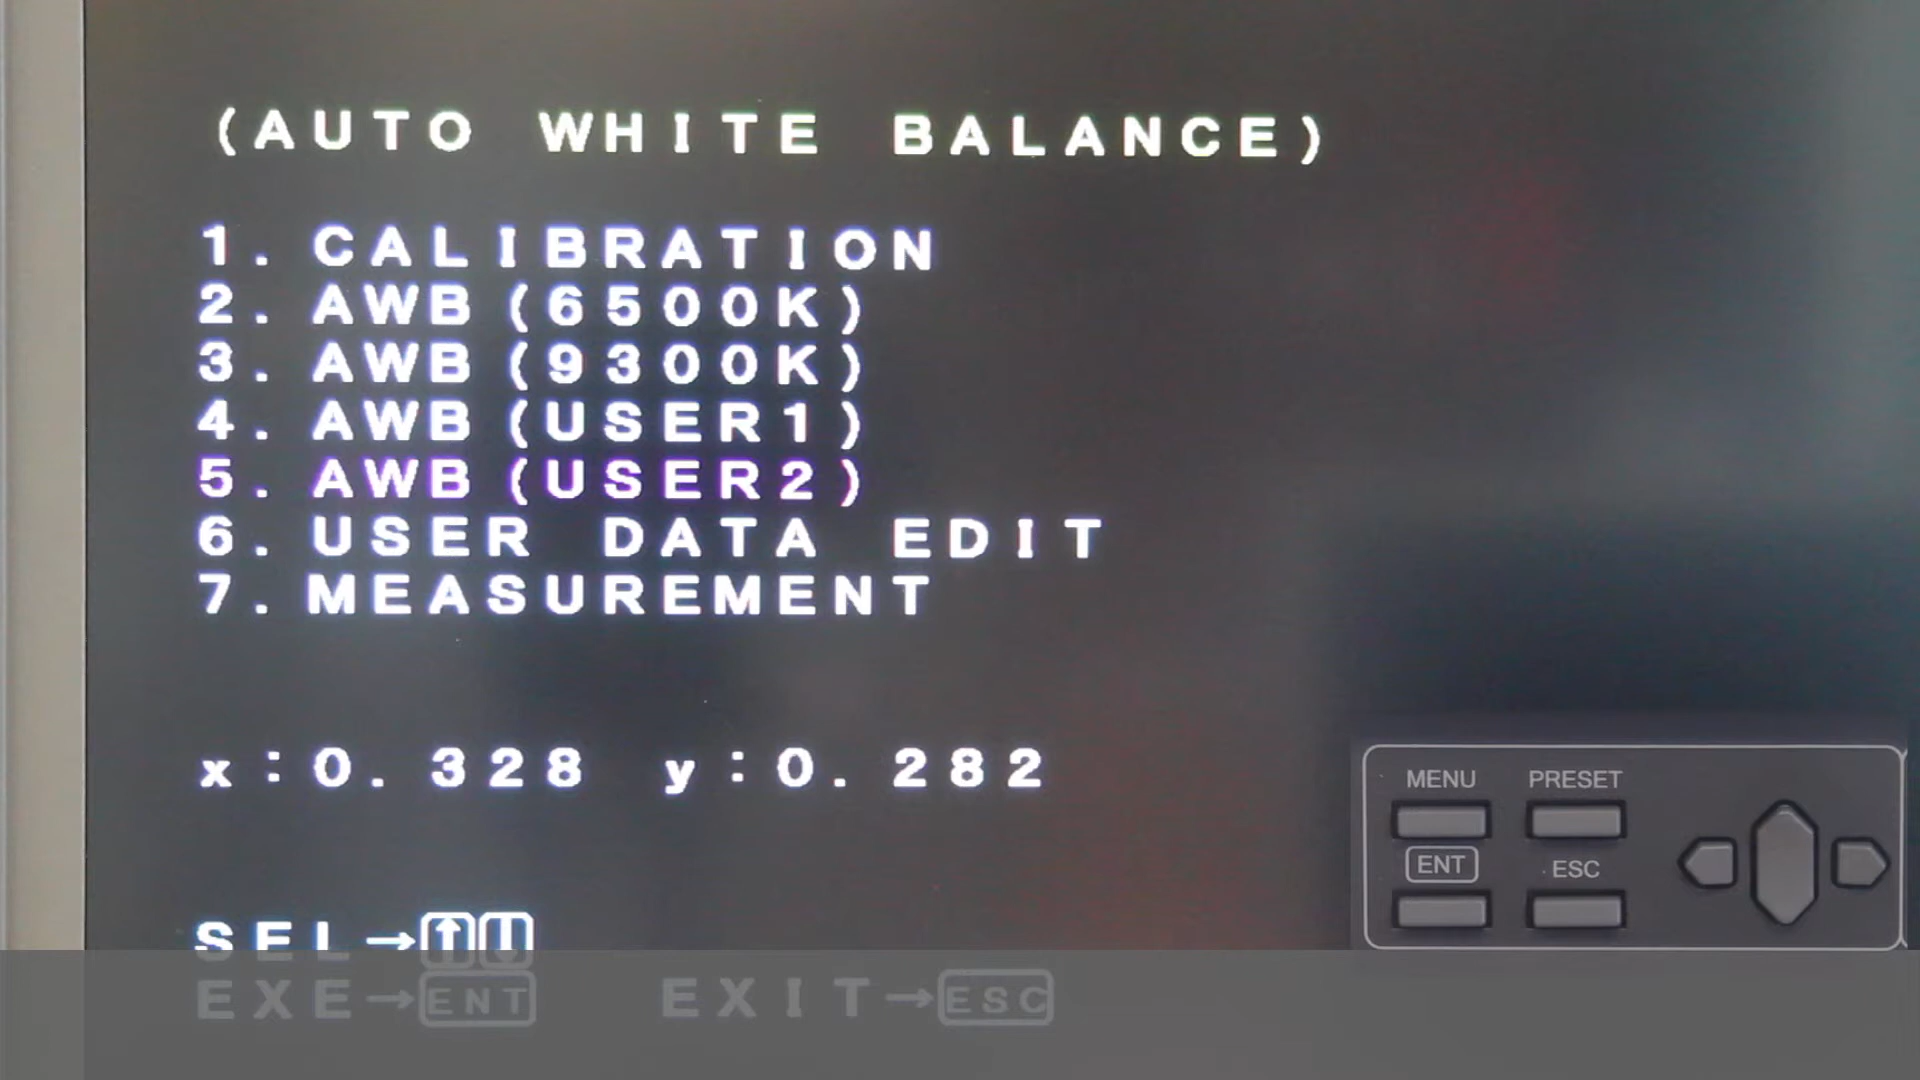 (AUTO WHITE BALANCE)
1. CALIBRATION
2. AWB(6500K)
3. AWB(9300K)
4. AWB(USER1)
5. AWB(USER2)
6. USER DATA EDIT
7. MEASUREMENT
x:0.328 y:0.282
MENU PRESET
ENT ESC
SEL→↑↓
EXE→ENT EXIT→ESC